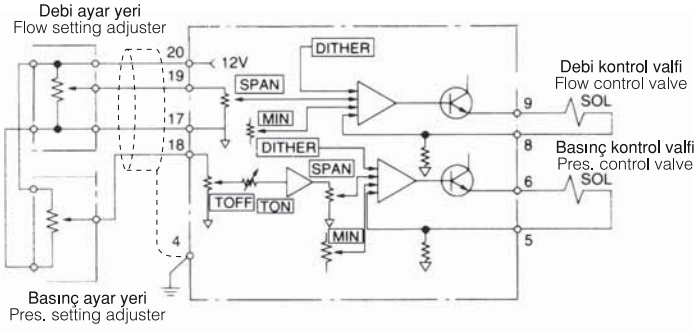 Debi ayar yeri
Flow setting adjuster
20
12V
DITHER
19
SPAN
Debi kontrol valfi
Flow control valve
MIN
9
SOL
17
8
DITHER
18
Basınç kontrol valfi
Pres. control valve
SPAN
6
SOL
TOFF
TON
4
MIN
5
Basınç ayar yeri
Pres. setting adjuster